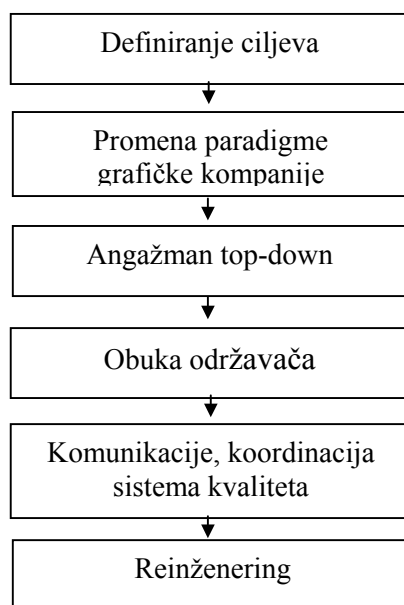 Definiranje ciljeva
Promena paradigme
grafičke kompanije
Angažman top-down
Obuka održavača
Komunikacije, koordinacija
sistema kvaliteta
Reinženering